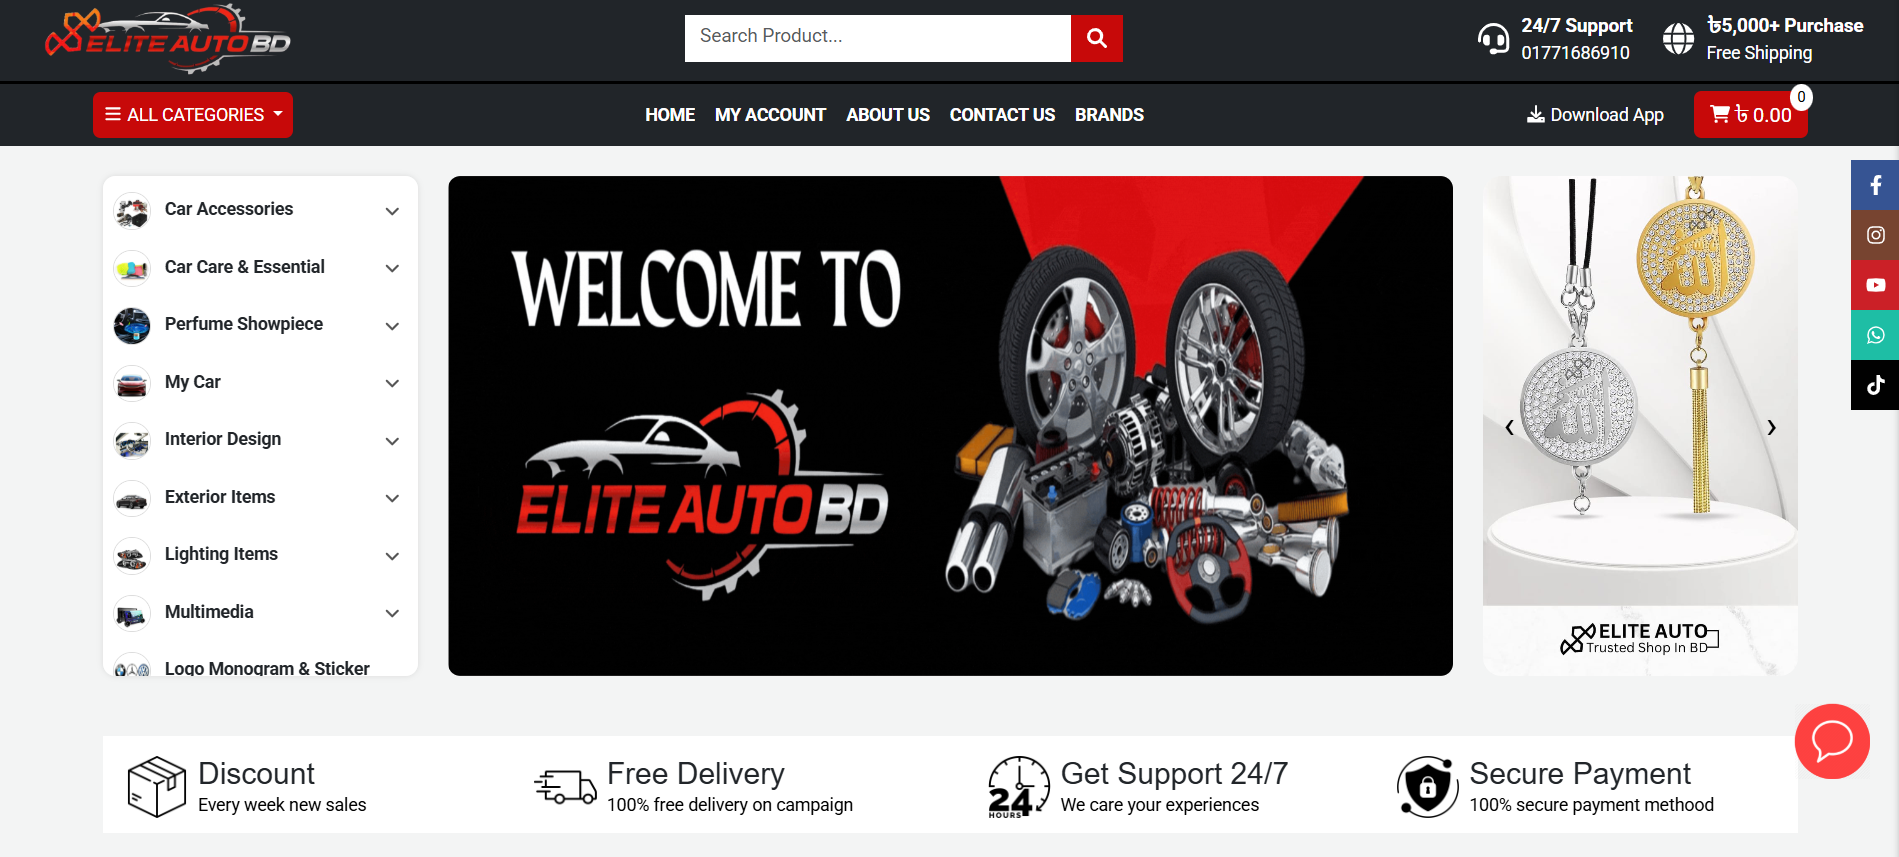 ELITE AUTO BD
Search Product...
24/7 Support
01771686910
৳5,000+ Purchase
Free Shipping
ALL CATEGORIES
HOME
MY ACCOUNT
ABOUT US
CONTACT US
BRANDS
Download App
৳ 0.00
0
Car Accessories
Car Care & Essential
Perfume Showpiece
My Car
Interior Design
Exterior Items
Lighting Items
Multimedia
Logo Monogram & Sticker
WELCOME TO
ELITE AUTO BD
الله
الله
ELITE AUTO
Trusted Shop In BD
Discount
Every week new sales
Free Delivery
100% free delivery on campaign
24
HOURS
Get Support 24/7
We care your experiences
Secure Payment
100% secure payment methood